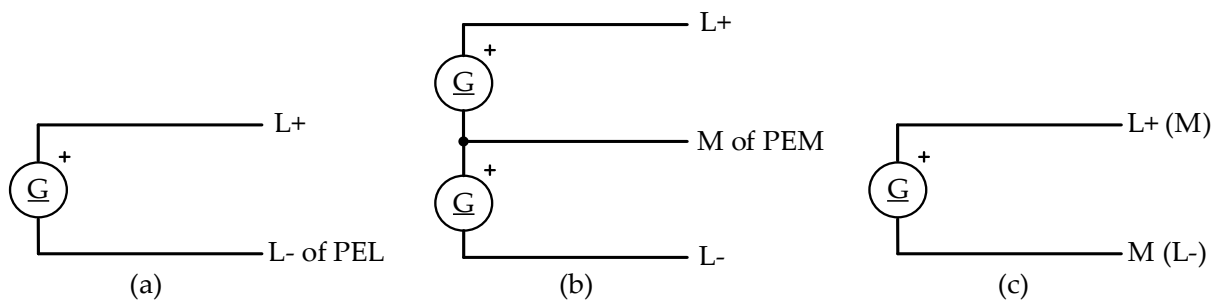 L+
+
G
L- of PEL
(a)
L+
+
G
M of PEM
+
G
L-
(b)
L+ (M)
+
G
M (L-)
(c)